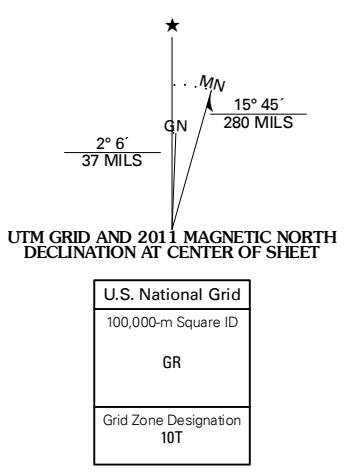 ★
MN
GN
15° 45´
280 MILS
2° 6´
37 MILS
UTM GRID AND 2011 MAGNETIC NORTH
DECLINATION AT CENTER OF SHEET
U.S. National Grid
100,000-m Square ID
GR
Grid Zone Designation
10T